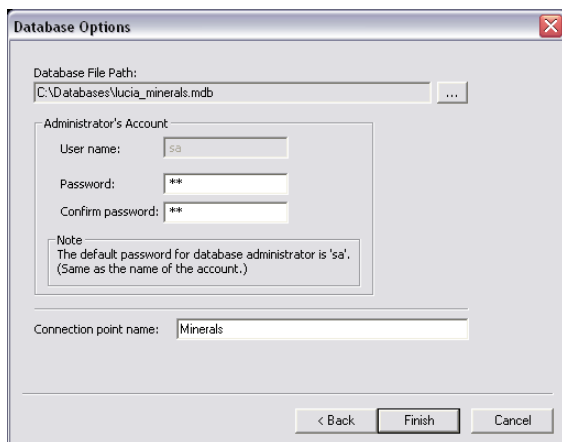 Database Options
Database File Path:
C:\Databases\lucia_minerals.mdb
...
Administrator's Account
User name:
sa
Password:
**
Confirm password:
**
Note
The default password for database administrator is 'sa'.
(Same as the name of the account.)
Connection point name:
Minerals
< Back
Finish
Cancel